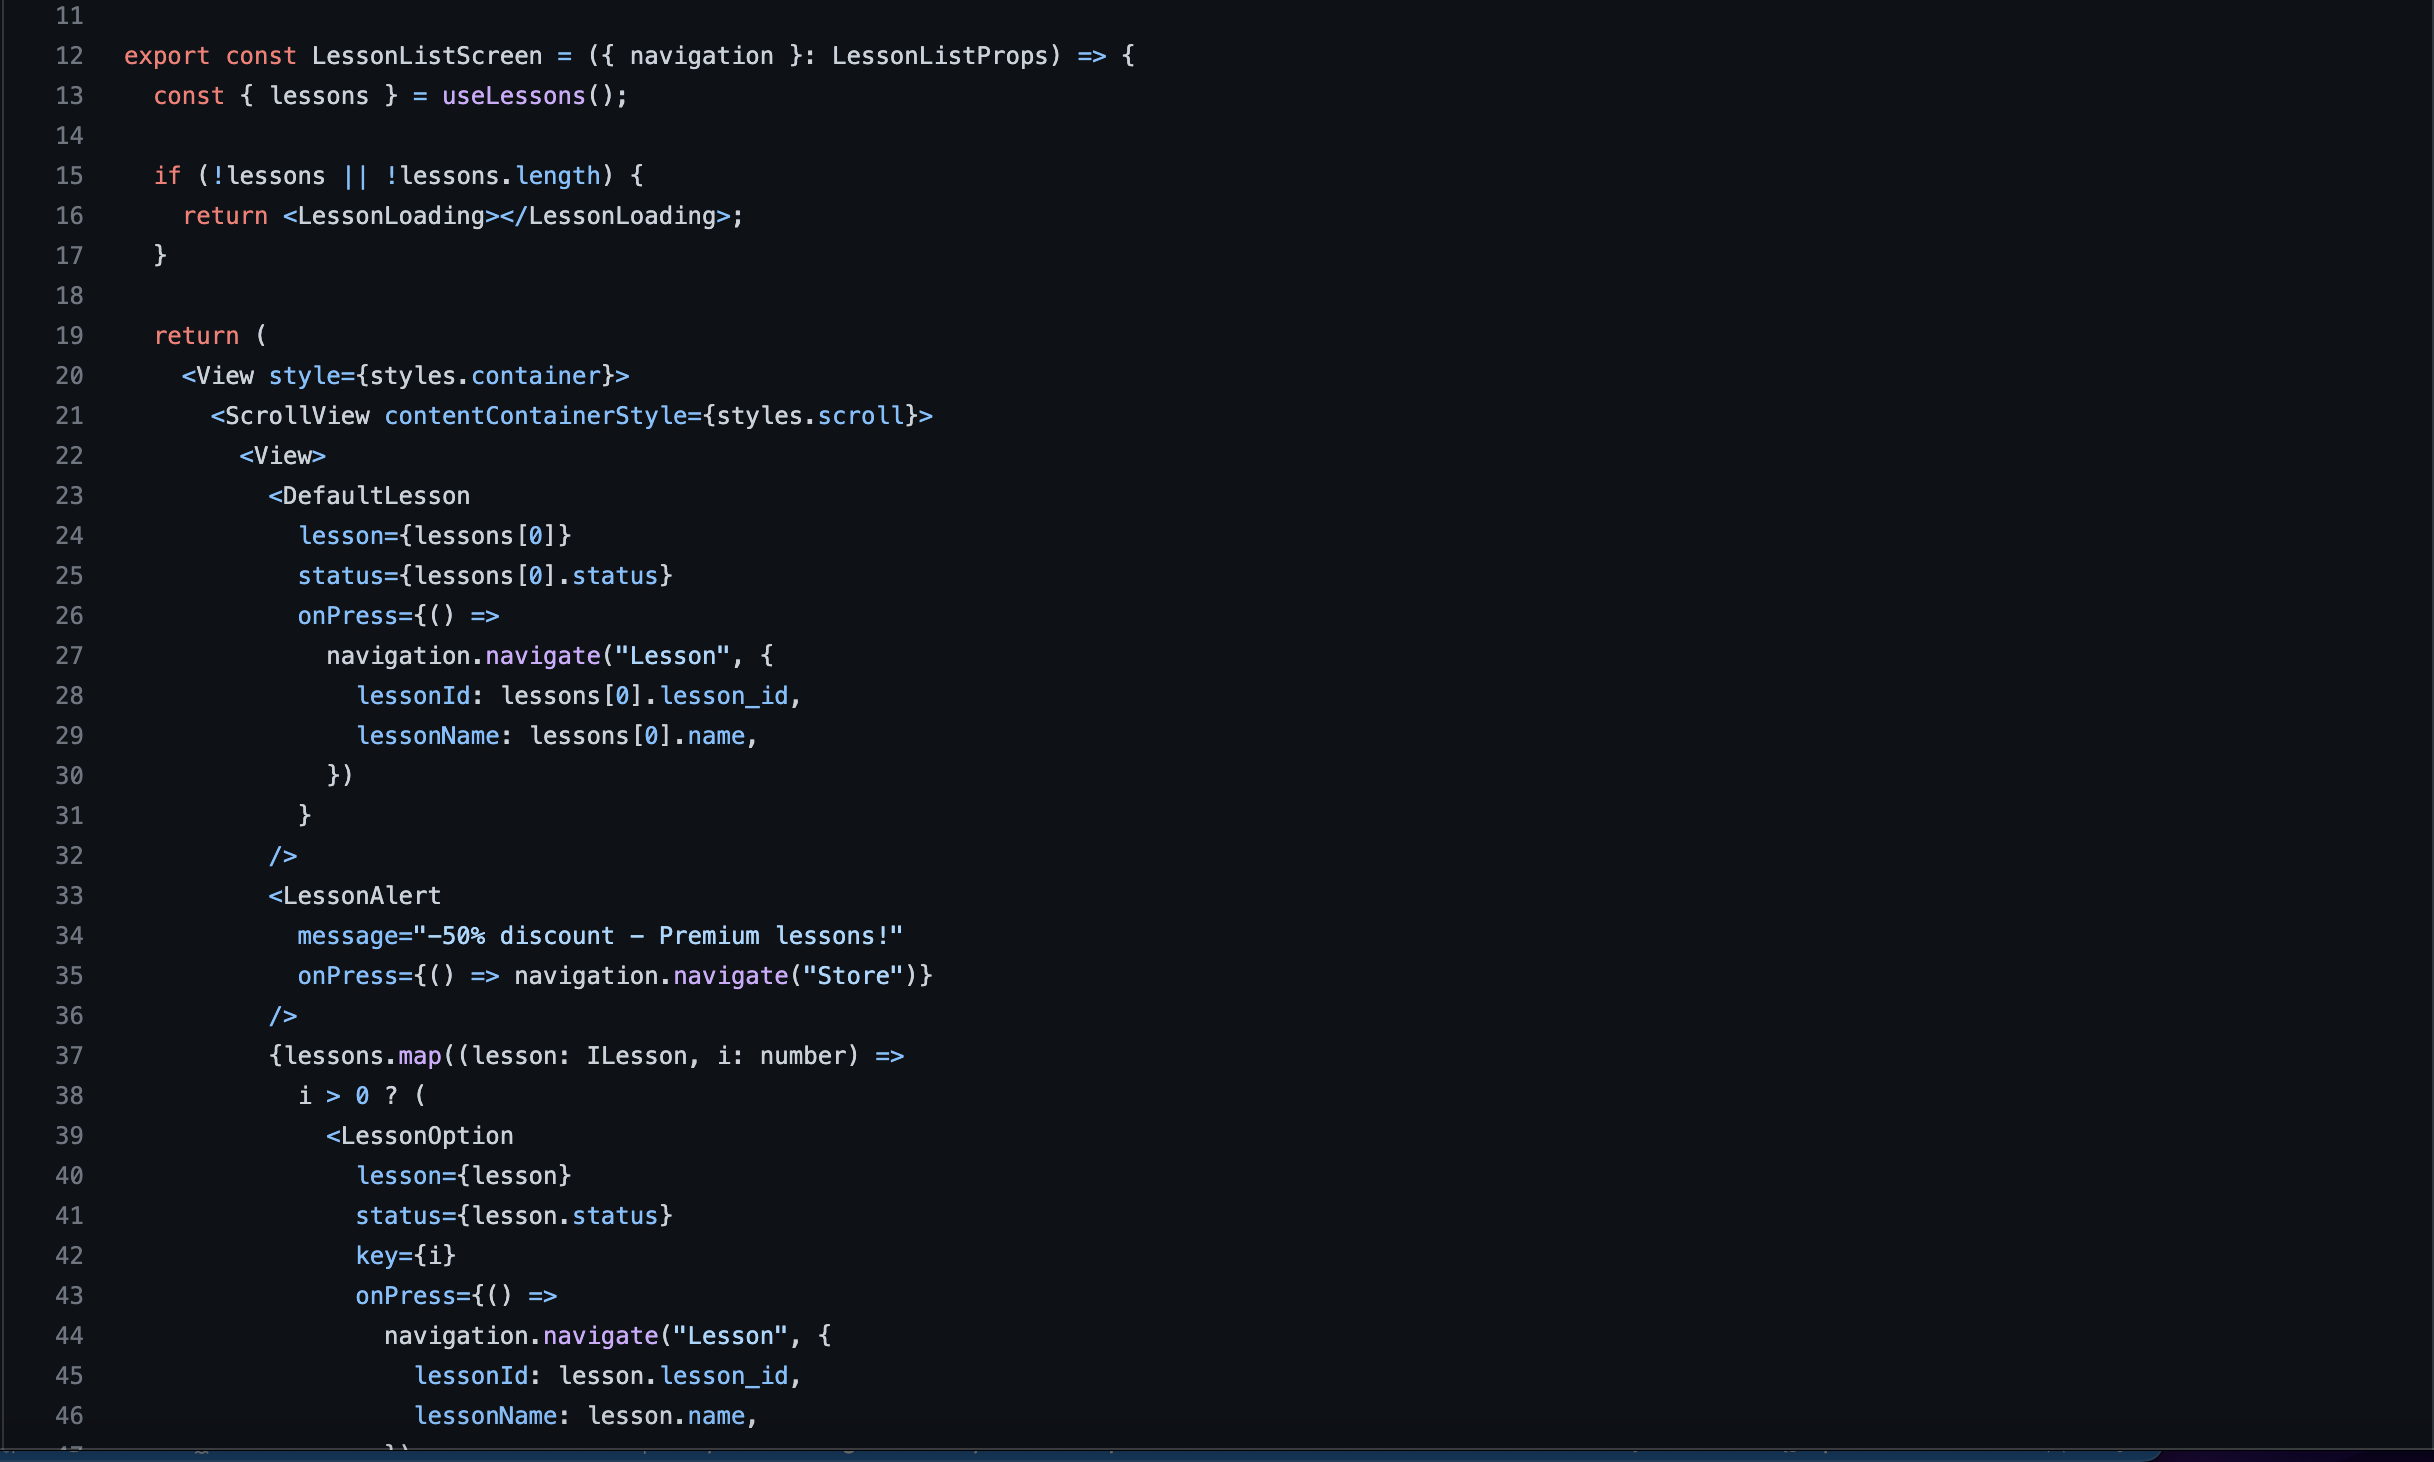 11
12 export const LessonListScreen = ({ navigation }: LessonListProps) => {
13   const { lessons } = useLessons();
14
15   if (!lessons || !lessons.length) {
16     return <LessonLoading></LessonLoading>;
17   }
18
19   return (
20     <View style={styles.container}>
21       <ScrollView contentContainerStyle={styles.scroll}>
22         <View>
23           <DefaultLesson
24             lesson={lessons[0]}
25             status={lessons[0].status}
26             onPress={() =>
27               navigation.navigate("Lesson", {
28                 lessonId: lessons[0].lesson_id,
29                 lessonName: lessons[0].name,
30               })
31             }
32           />
33           <LessonAlert
34             message="-50% discount - Premium lessons!"
35             onPress={() => navigation.navigate("Store")}
36           />
37           {lessons.map((lesson: ILesson, i: number) =>
38             i > 0 ? (
39               <LessonOption
40                 lesson={lesson}
41                 status={lesson.status}
42                 key={i}
43                 onPress={() =>
44                   navigation.navigate("Lesson", {
45                     lessonId: lesson.lesson_id,
46                     lessonName: lesson.name,